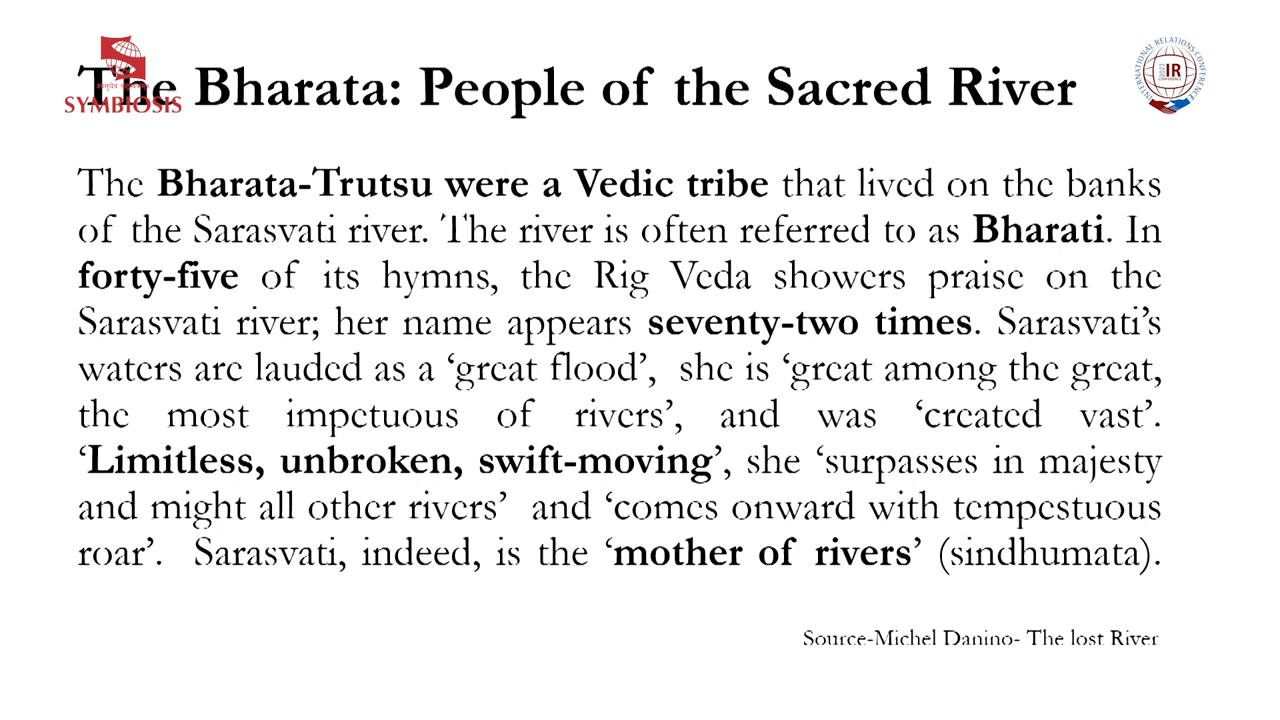 The Bharata: People of the Sacred River
SYMBIOSIS
INTERNATIONAL RELATIONS CONFERENCE
IR
CONFERENCE
The Bharata-Trutsu were a Vedic tribe that lived on the banks
of the Sarasvati river. The river is often referred to as Bharati. In
forty-five of its hymns, the Rig Veda showers praise on the
Sarasvati river; her name appears seventy-two times. Sarasvati’s
waters are lauded as a ‘great flood’, she is ‘great among the great,
the most impetuous of rivers’, and was ‘created vast’.
‘Limitless, unbroken, swift-moving’, she ‘surpasses in majesty
and might all other rivers’ and ‘comes onward with tempestuous
roar’. Sarasvati, indeed, is the ‘mother of rivers’ (sindhumata).
Source-Michel Danino- The lost River